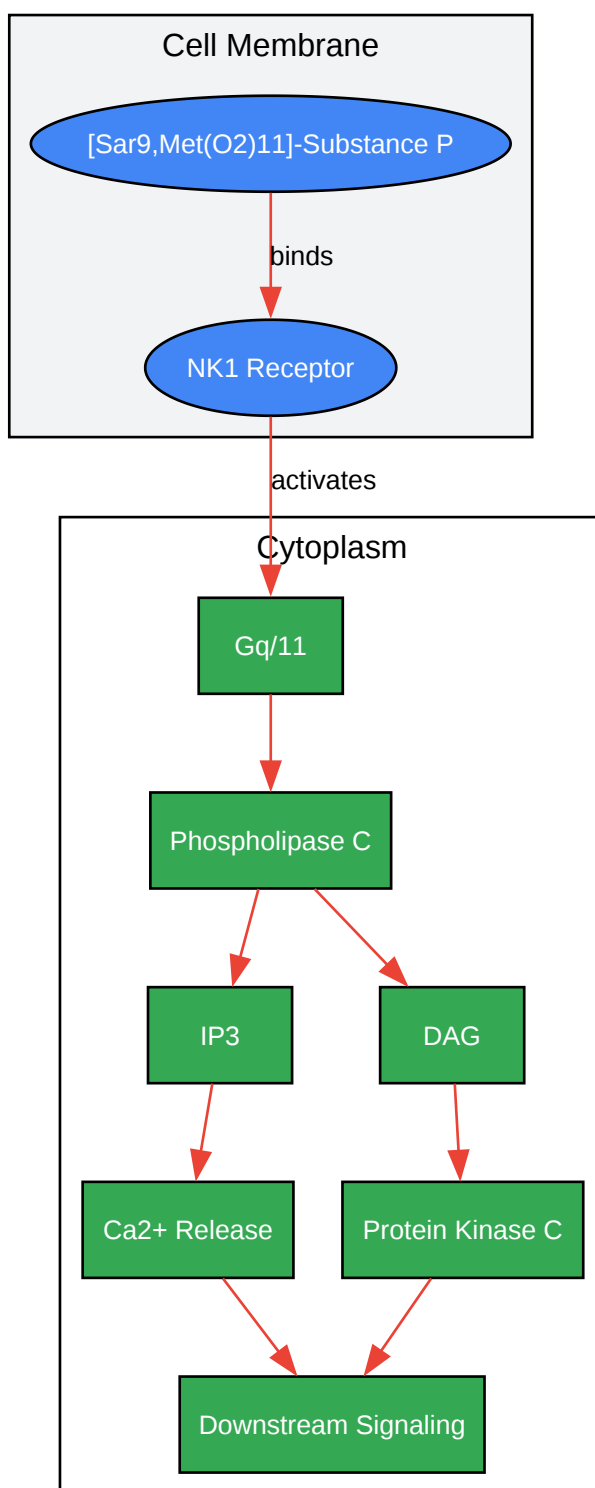 Cell Membrane
[Sar9,Met(O2)11]-Substance P
binds
NK1 Receptor
activates
Cytoplasm
Gq/11
Phospholipase C
IP3
DAG
Ca2+ Release
Protein Kinase C
Downstream Signaling